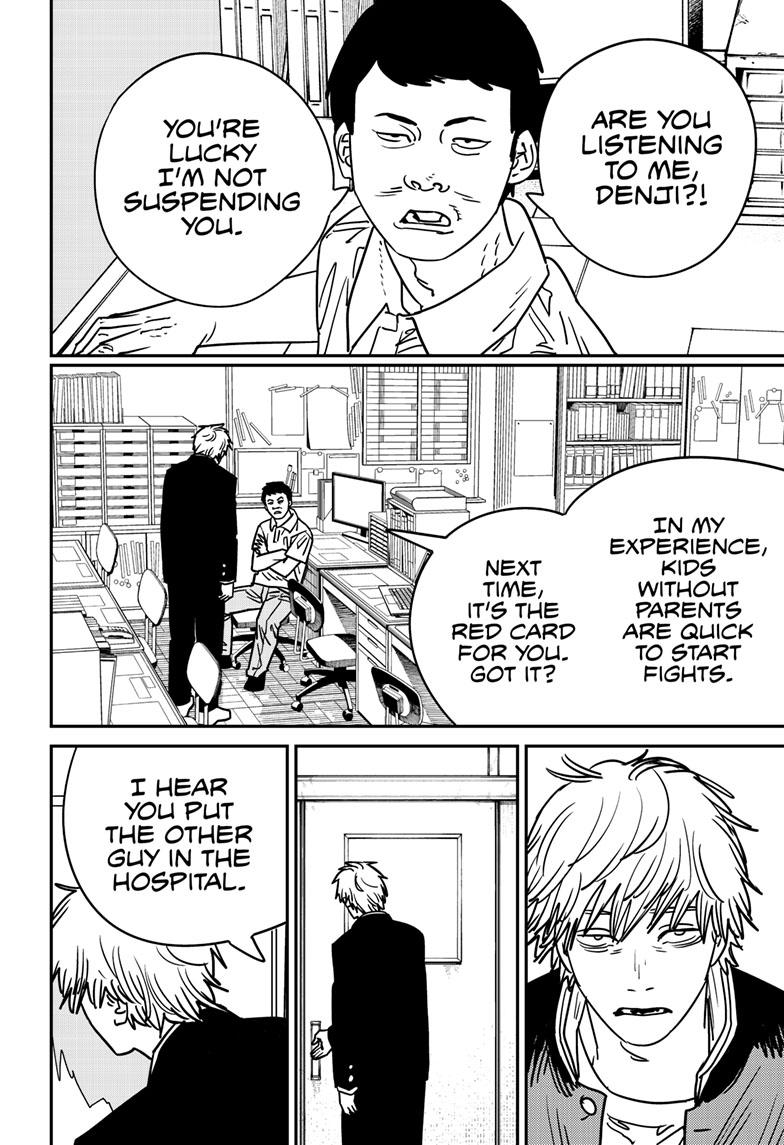 ARE YOU
LISTENING
TO ME,
DENJI?!
YOU'RE
LUCKY
I'M NOT
SUSPENDING
YOU.
IN MY
EXPERIENCE,
KIDS
WITHOUT
PARENTS
ARE QUICK
TO START
FIGHTS.
NEXT
TIME,
IT'S THE
RED CARD
FOR YOU.
GOT IT?
I HEAR
YOU PUT
THE OTHER
GUY IN THE
HOSPITAL.